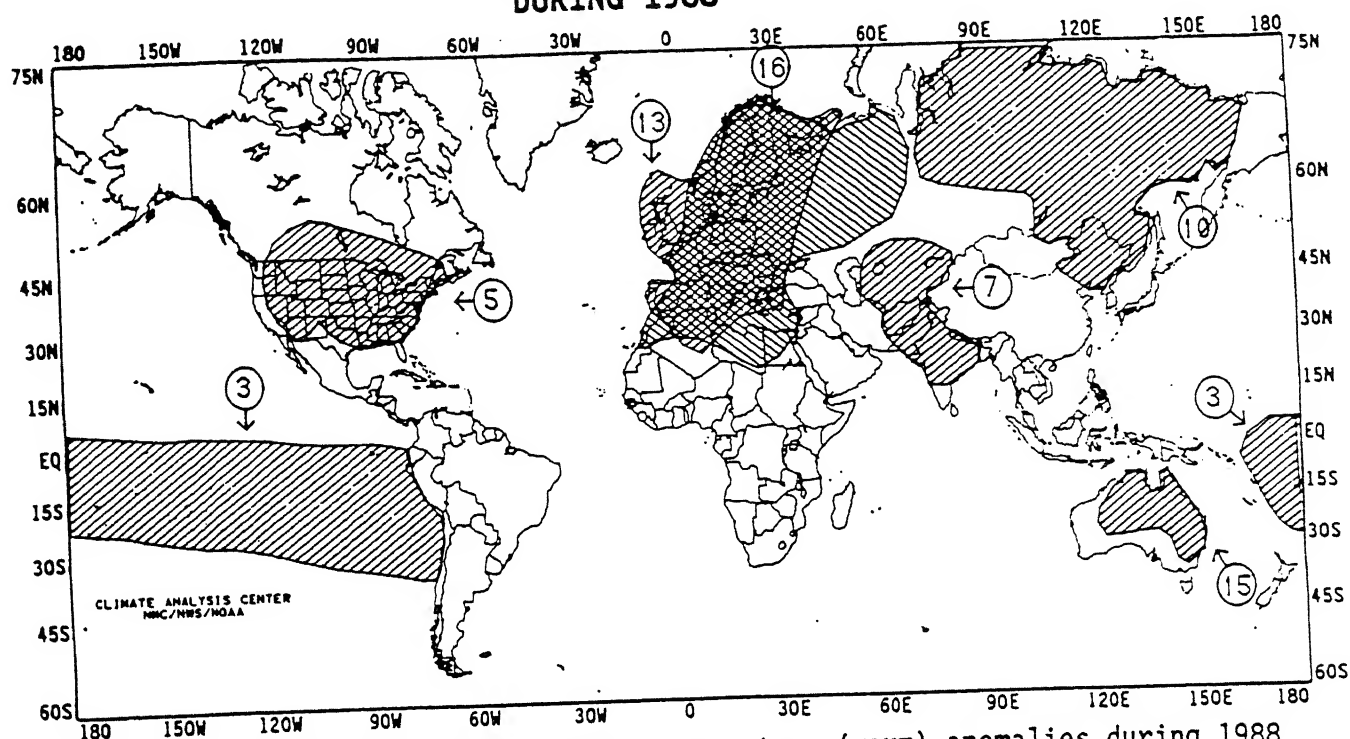 DURING 1988
180 150W 120W 90W 60W 30W 0 30E 60E 90E 120E 150E 180
75N 75N
16
13
60N 60N
10
45N 45N
5 7
30N 30N
3 3
15N 15N
EQ EQ
15S 15S
30S 30S
15
CLIMATE ANALYSIS CENTER
NMC/NWS/NOAA
45S 45S
60S 60S
180 150W 120W 90W 60W 30W 0 30E 60E 90E 120E 150E 180
anomalies during 1988